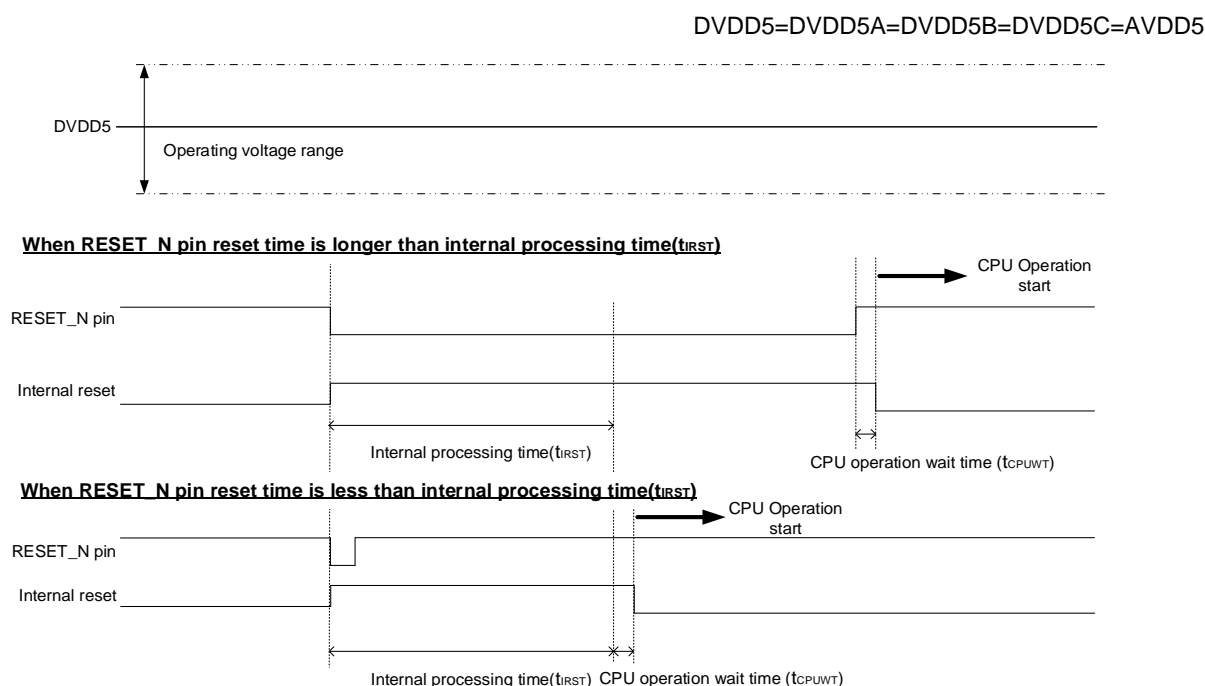 DVDD5=DVDD5A=DVDD5B=DVDD5C=AVDD5
DVDD5
Operating voltage range
When RESET_N pin reset time is longer than internal processing time(tIRST)
CPU Operation
start
RESET_N pin
Internal reset
Internal processing time(tIRST)
CPU operation wait time (tCPUWT)
When RESET_N pin reset time is less than internal processing time(tIRST)
CPU Operation
start
RESET_N pin
Internal reset
Internal processing time(tIRST) CPU operation wait time (tCPUWT)